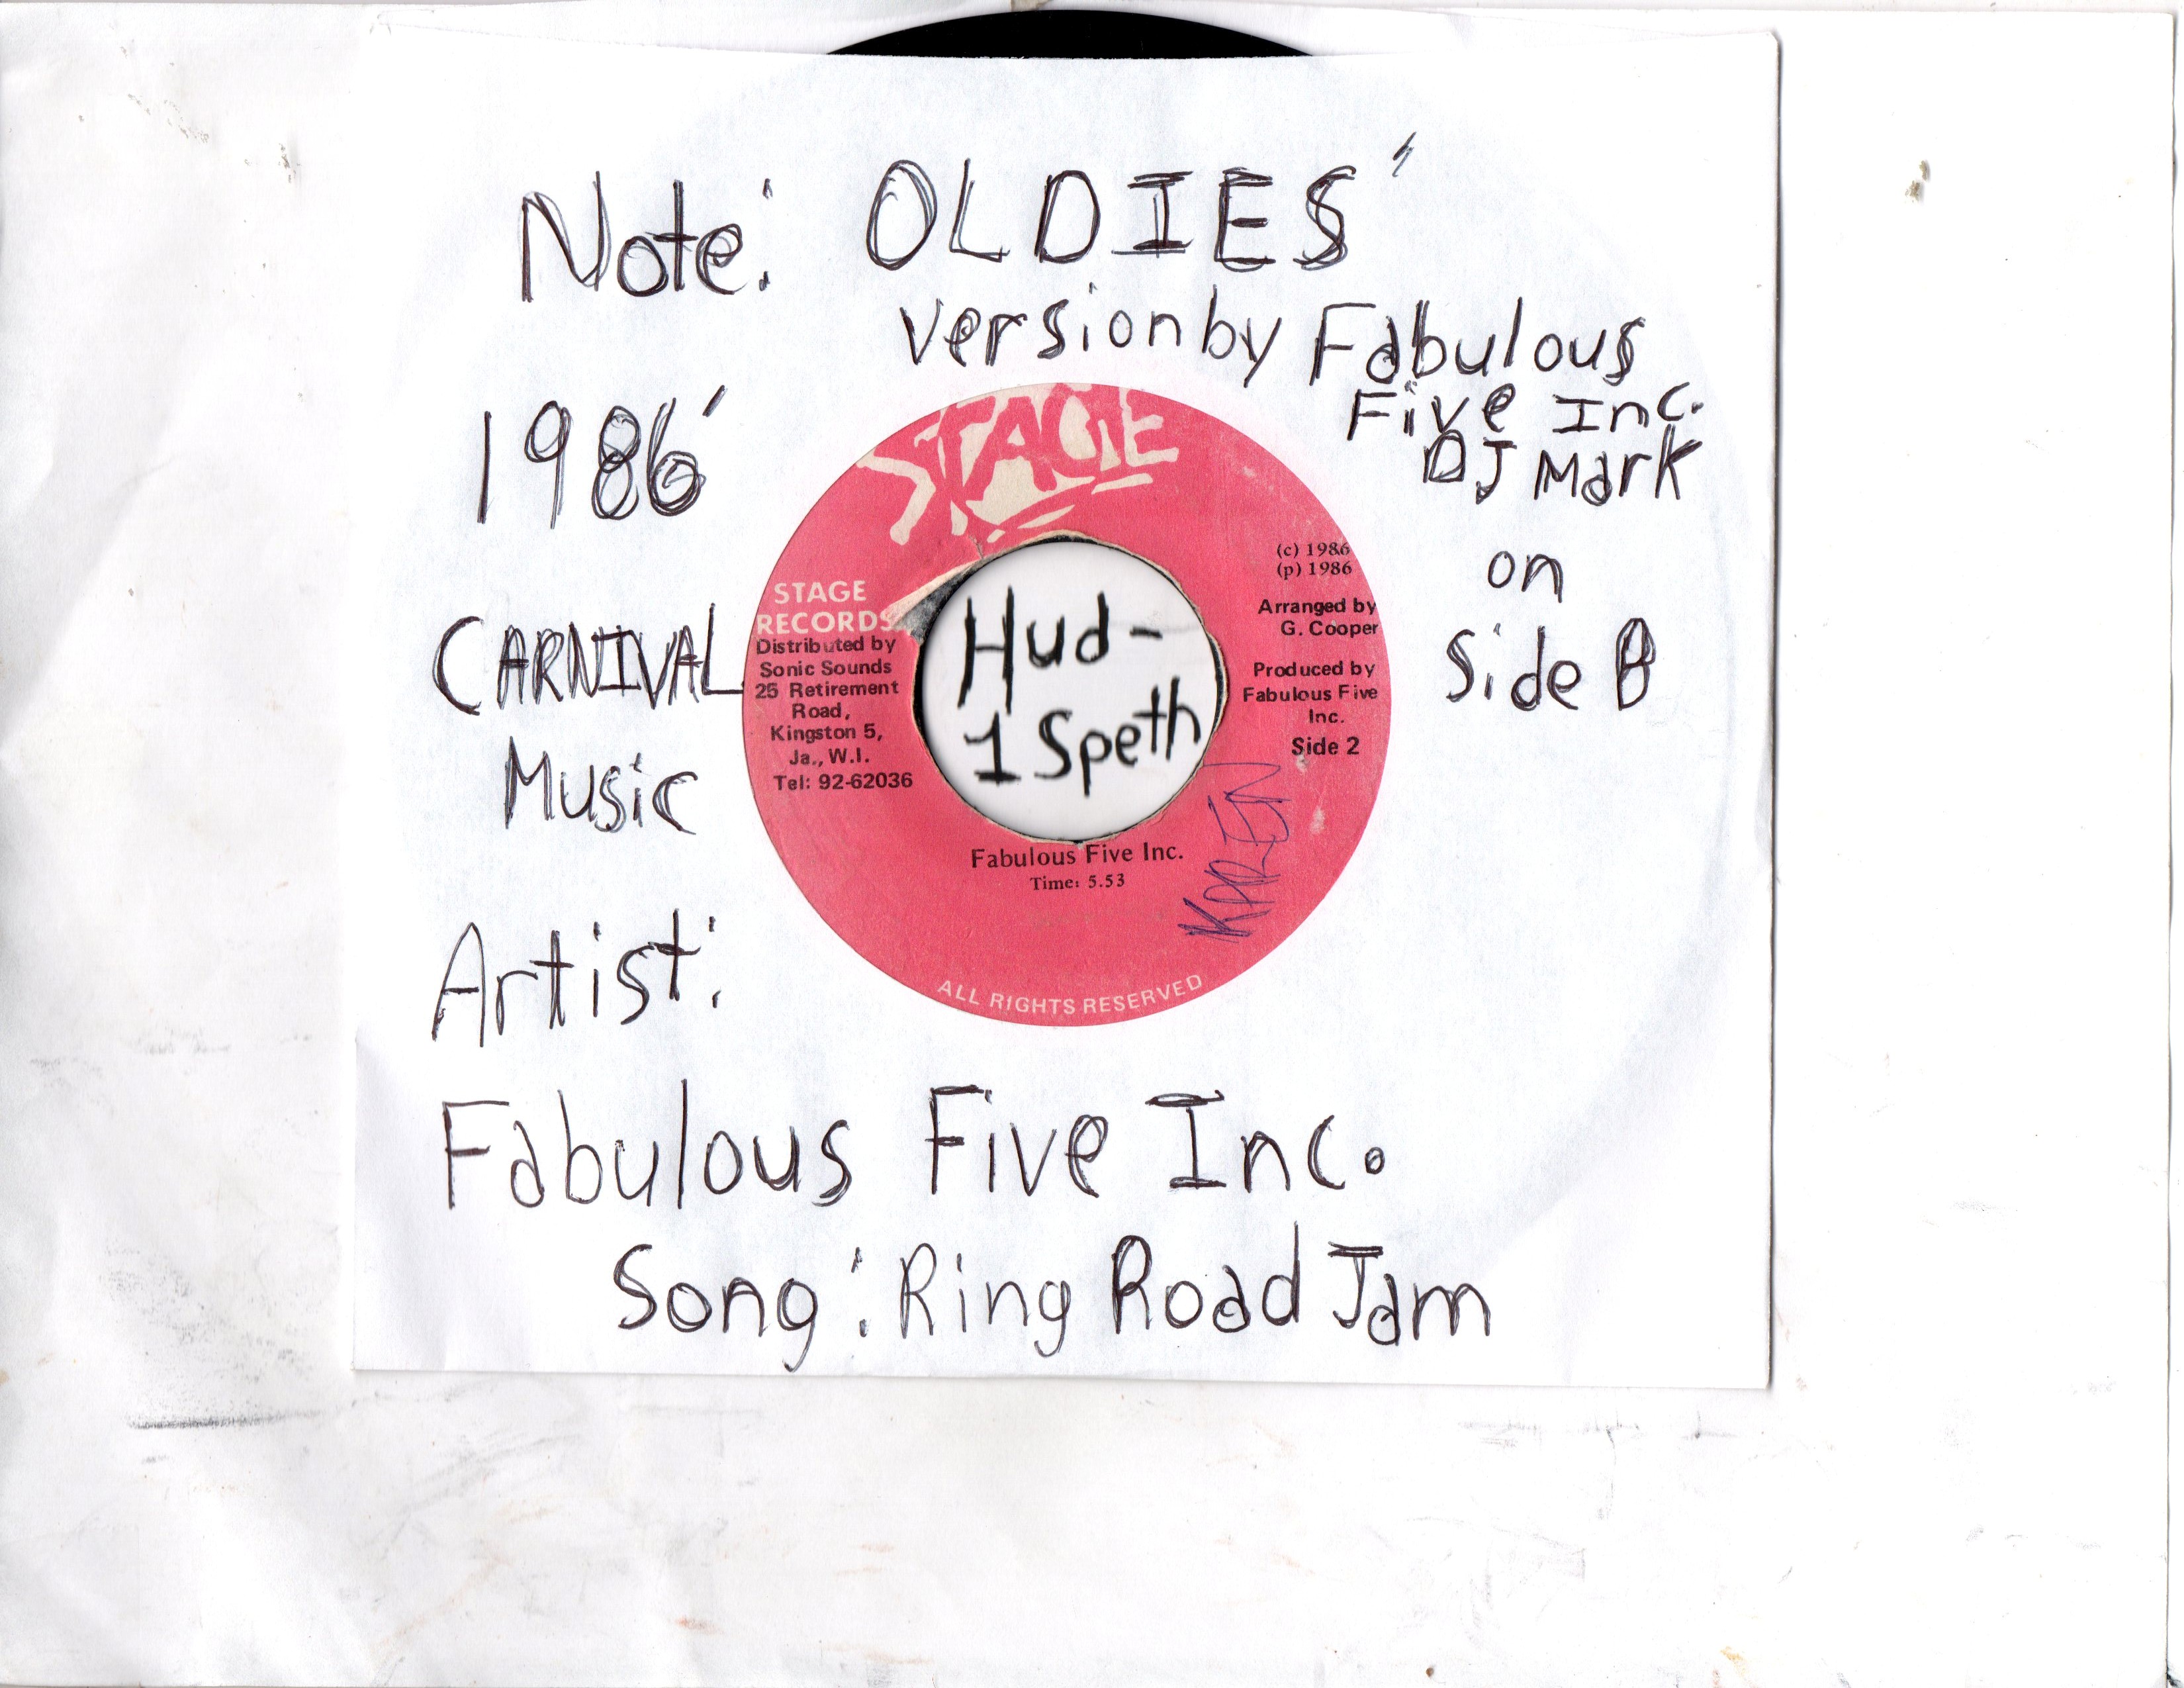 Note: OLDIES'
version by Fabulous
Five Inc.
DJ Mark
on
Side B
1986'
CARNIVAL
Music
Artist:
Fabulous Five Inc.
Song: Ring Road Jam
STAGE
STAGE
RECORDS
Distributed by
Sonic Sounds
25 Retirement
Road,
Kingston 5,
Ja., W.I.
Tel: 92-62036
Hud-
1 Speth
(c) 1986
(p) 1986
Arranged by
G. Cooper
Produced by
Fabulous Five
Inc.
Side 2
KAREN
Fabulous Five Inc.
Time: 5.53
ALL RIGHTS RESERVED